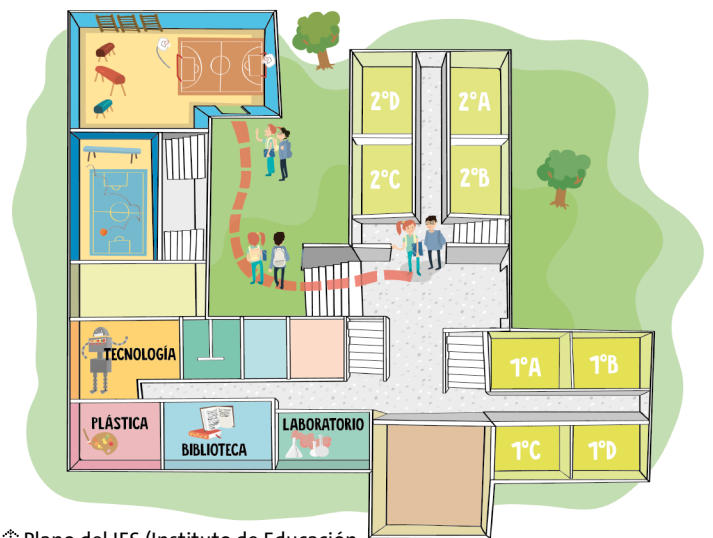 2ºD
2ºA
2ºC
2ºB
TECNOLOGÍA
1ºA
1ºB
PLÁSTICA
BIBLIOTECA
LABORATORIO
1ºC
1ºD
Plano del IES (Instituto de Educación